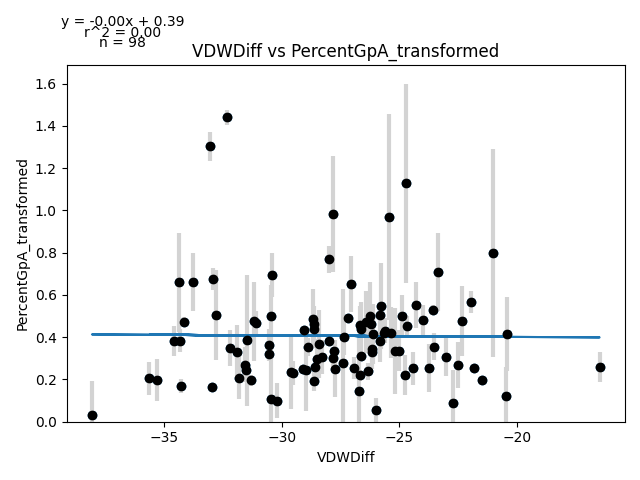 y = -0.00x + 0.39
r^2 = 0.00
n = 98
VDWDiff vs PercentGpA_transformed
PercentGpA_transformed
1.6
1.4
1.2
1.0
0.8
0.6
0.4
0.2
0.0
−35
−30
−25
−20
VDWDiff